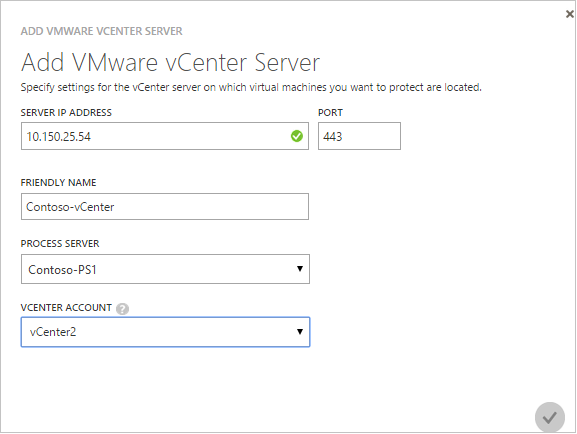 ADD VMWARE VCENTER SERVER
Add VMware vCenter Server
Specify settings for the vCenter server on which virtual machines you want to protect are located.
SERVER IP ADDRESS PORT
10.150.25.54 443
FRIENDLY NAME
Contoso-vCenter
PROCESS SERVER
Contoso-PS1
VCENTER ACCOUNT ?
vCenter2